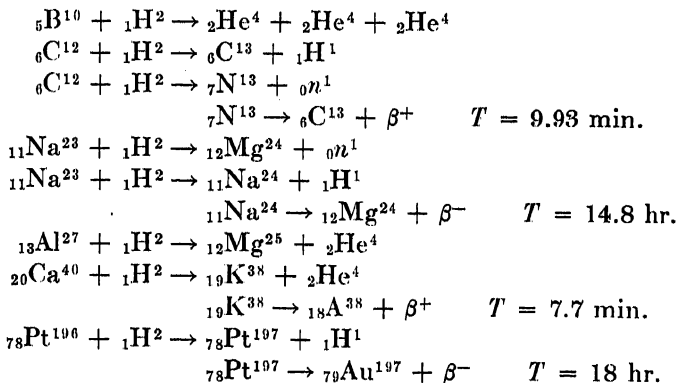 ₅B¹⁰ + ₁H² → ₂He⁴ + ₂He⁴ + ₂He⁴
₆C¹² + ₁H² → ₆C¹³ + ₁H¹
₆C¹² + ₁H² → ₇N¹³ + ₀n¹
₇N¹³ → ₆C¹³ + β⁺ T = 9.93 min.
₁₁Na²³ + ₁H² → ₁₂Mg²⁴ + ₀n¹
₁₁Na²³ + ₁H² → ₁₁Na²⁴ + ₁H¹
₁₁Na²⁴ → ₁₂Mg²⁴ + β⁻ T = 14.8 hr.
₁₃Al²⁷ + ₁H² → ₁₂Mg²⁵ + ₂He⁴
₂₀Ca⁴⁰ + ₁H² → ₁₉K³⁸ + ₂He⁴
₁₉K³⁸ → ₁₈A³⁸ + β⁺ T = 7.7 min.
₇₈Pt¹⁹⁶ + ₁H² → ₇₈Pt¹⁹⁷ + ₁H¹
₇₈Pt¹⁹⁷ → ₇₉Au¹⁹⁷ + β⁻ T = 18 hr.